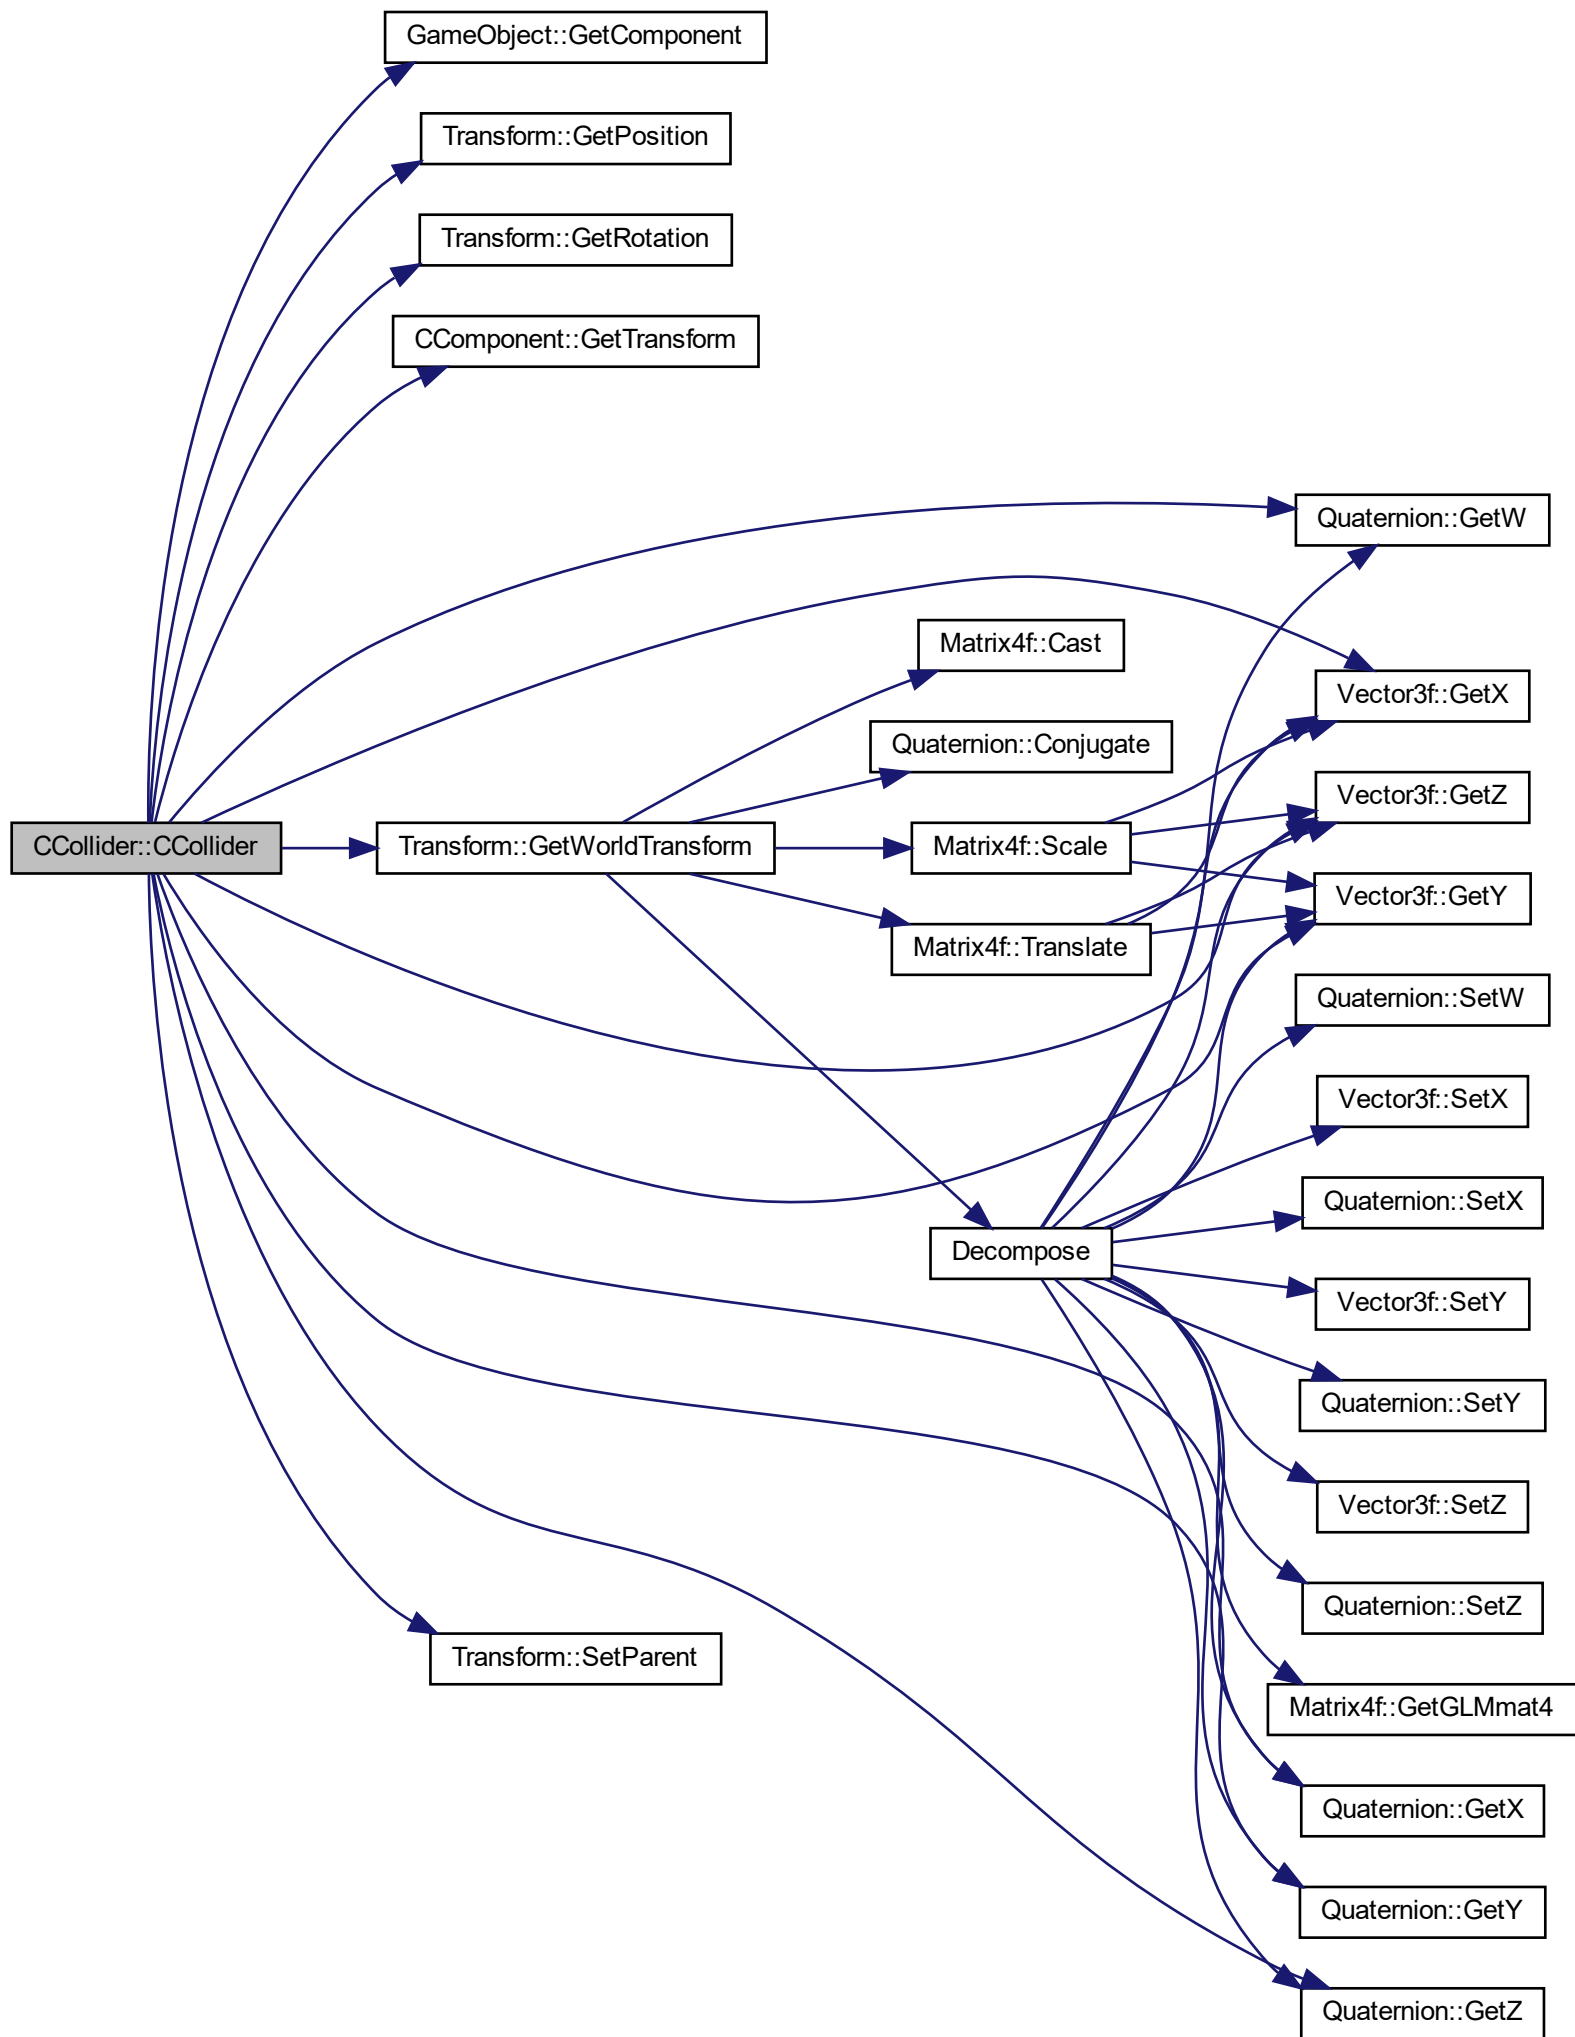 GameObject::GetComponent
Transform::GetPosition
Transform::GetRotation
CComponent::GetTransform
Quaternion::GetW
Matrix4f::Cast
Vector3f::GetX
Quaternion::Conjugate
Vector3f::GetZ
CCollider::CCollider
Transform::GetWorldTransform
Matrix4f::Scale
Vector3f::GetY
Matrix4f::Translate
Quaternion::SetW
Vector3f::SetX
Quaternion::SetX
Decompose
Vector3f::SetY
Quaternion::SetY
Vector3f::SetZ
Quaternion::SetZ
Transform::SetParent
Matrix4f::GetGLMmat4
Quaternion::GetX
Quaternion::GetY
Quaternion::GetZ